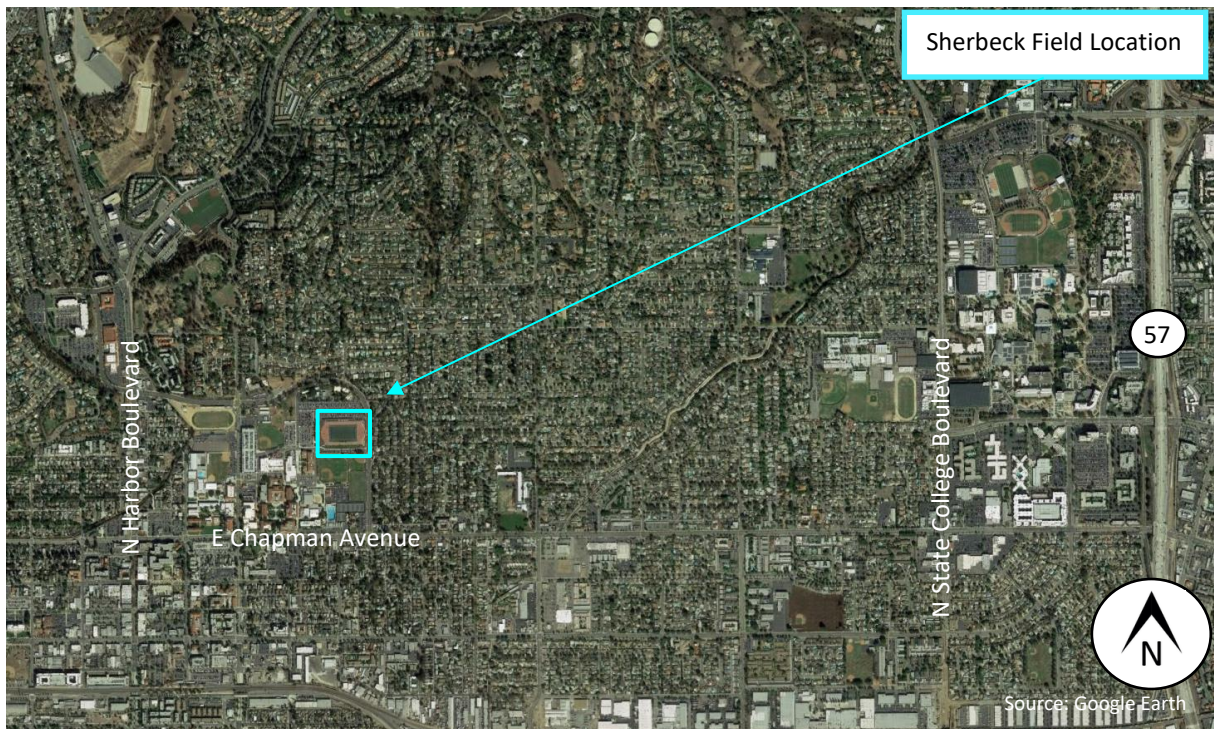 Sherbeck Field Location
57
N Harbor Boulevard
N State College Boulevard
E Chapman Avenue
N
Source: Google Earth